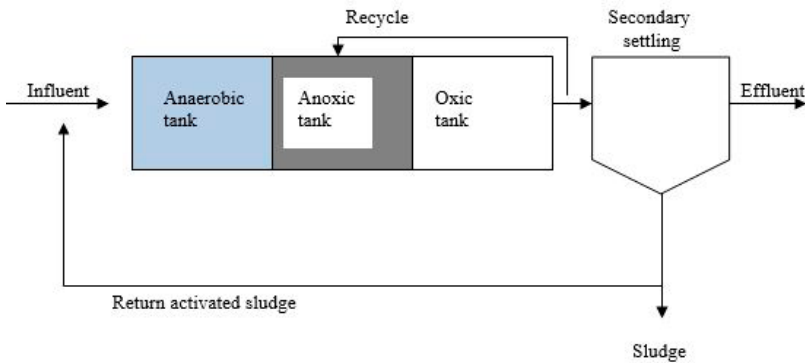 Recycle
Secondary
settling
Influent
Anaerobic
tank
Anoxic
tank
Oxic
tank
Effluent
Return activated sludge
Sludge